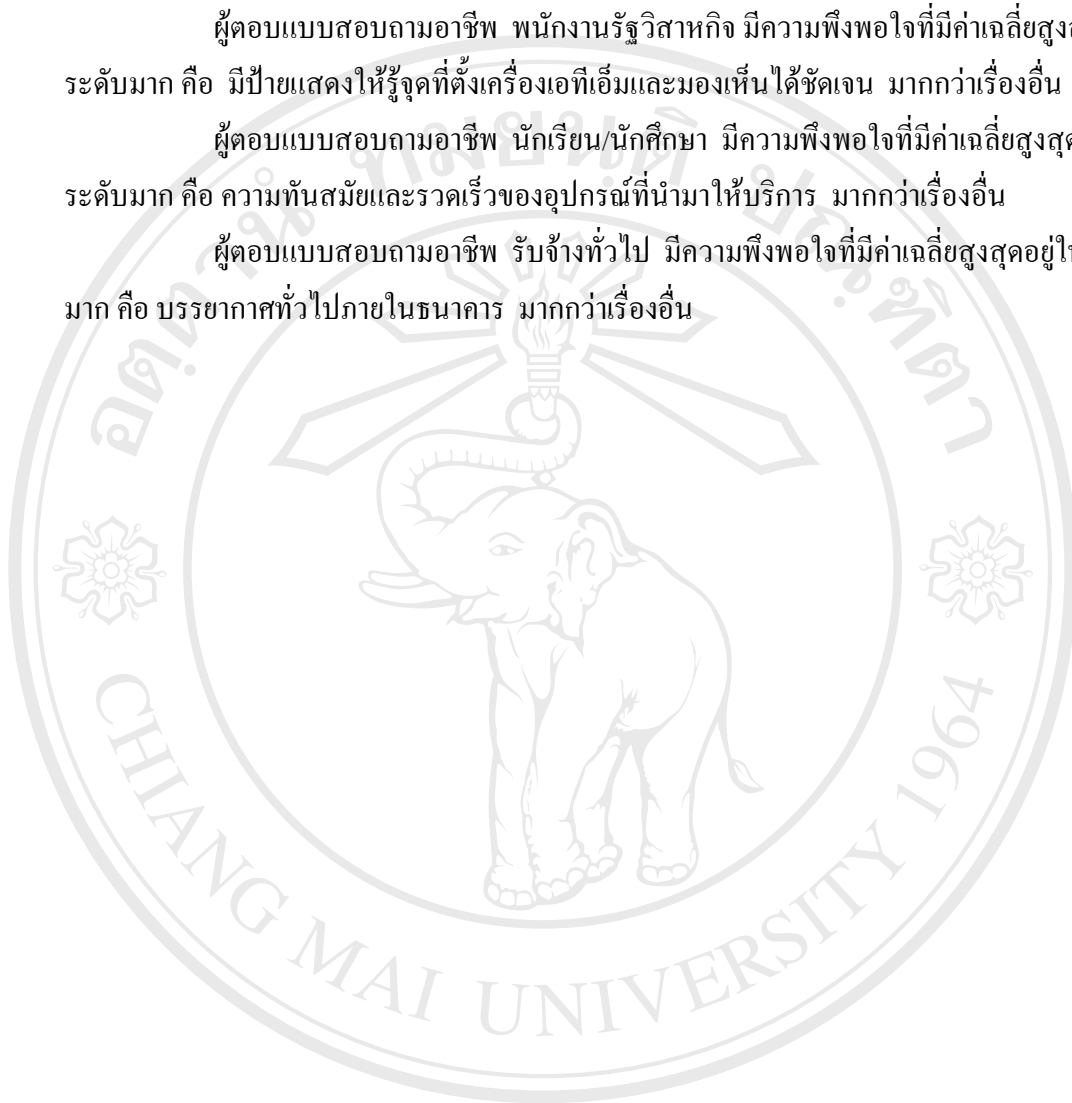 ผู้ตอบแบบสอบถามอาชีพ พนักงานรัฐวิสาหกิจ มีความพึงพอใจที่มีค่าเฉลี่ยสูง
ระดับมาก คือ มีป้ายแสดงให้รู้จุดที่ตั้งเครื่องเอทีเอ็มและมองเห็นได้ชัดเจน มากกว่าเรื่องอื่น
ผู้ตอบแบบสอบถามอาชีพ นักเรียน/นักศึกษา มีความพึงพอใจที่มีค่าเฉลี่ยสูงสุด
ระดับมาก คือ ความทันสมัยและรวดเร็วของอุปกรณ์ที่นำมาให้บริการ มากกว่าเรื่องอื่น
ผู้ตอบแบบสอบถามอาชีพ รับจ้างทั่วไป มีความพึงพอใจที่มีค่าเฉลี่ยสูงสุดอยู่ใน
มาก คือ บรรยากาศทั่วไปภายในธนาคาร มากกว่าเรื่องอื่น
อตฺตานํ ทมยนฺติ ปณฺฑิตา
CHIANG MAI UNIVERSITY 1964